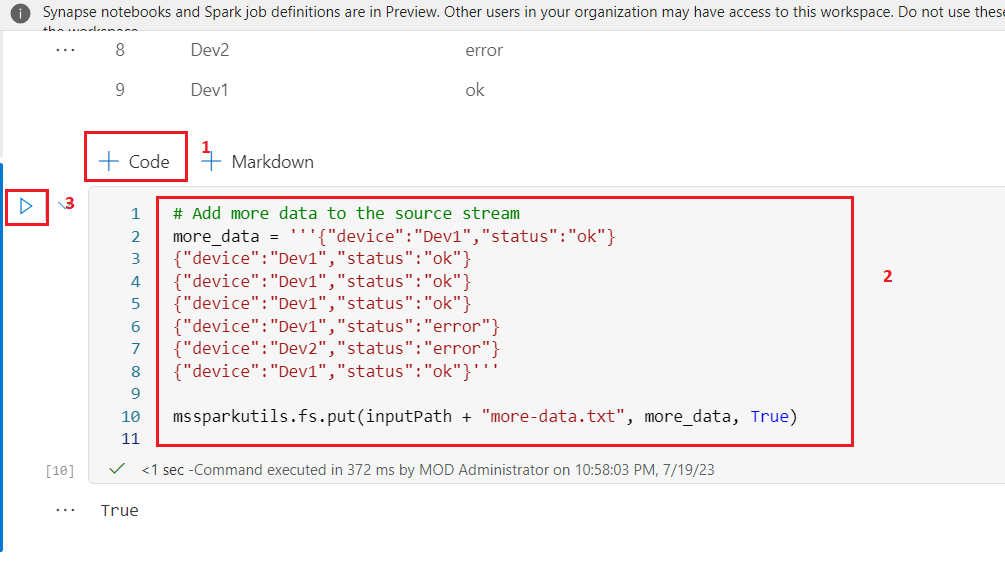 Synapse notebooks and Spark job definitions are in Preview. Other users in your organization may have access to this workspace. Do not use these
the workspace
... 8 Dev2 error
9 Dev1 ok
+ Code 1 + Markdown
3
1 # Add more data to the source stream
2 more_data = '''{"device":"Dev1","status":"ok"}
3 {"device":"Dev1","status":"ok"}
2
4 {"device":"Dev1","status":"ok"}
5 {"device":"Dev1","status":"ok"}
6 {"device":"Dev1","status":"error"}
7 {"device":"Dev2","status":"error"}
8 {"device":"Dev1","status":"ok"}'''
9
10 mssparkutils.fs.put(inputPath + "more-data.txt", more_data, True)
11
[10] <1 sec -Command executed in 372 ms by MOD Administrator on 10:58:03 PM, 7/19/23
... True